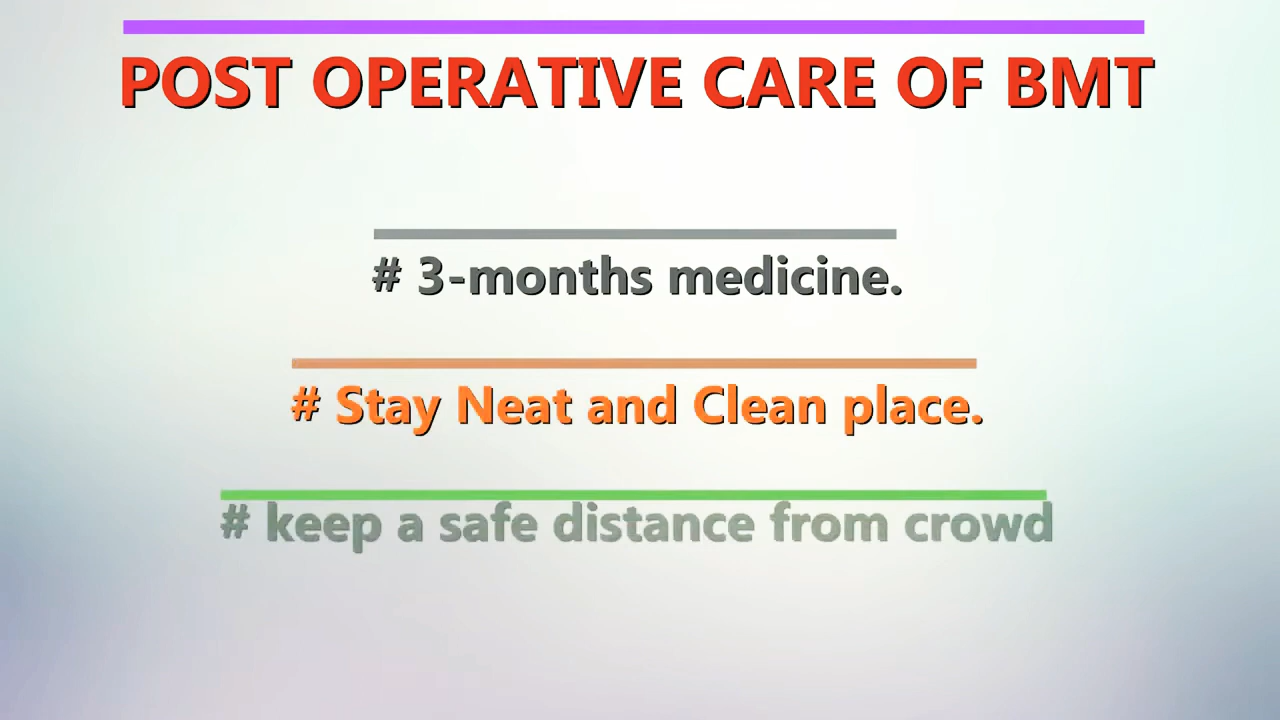 POST OPERATIVE CARE OF BMT
# 3-months medicine.
# Stay Neat and Clean place.
# keep a safe distance from crowd